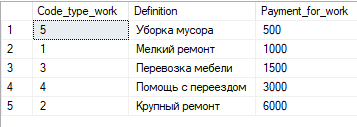 Code_type_work Definition Payment_for_work
1 5 Уборка мусора 500
2 1 Мелкий ремонт 1000
3 3 Перевозка мебели 1500
4 4 Помощь с переездом 3000
5 2 Крупный ремонт 6000